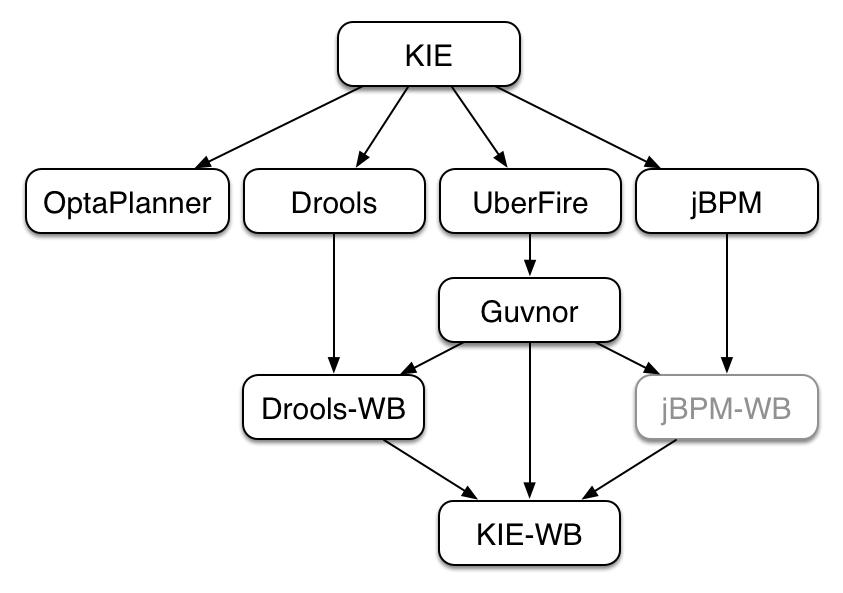 KIE
OptaPlanner
Drools
UberFire
jBPM
Guvnor
Drools-WB
jBPM-WB
KIE-WB